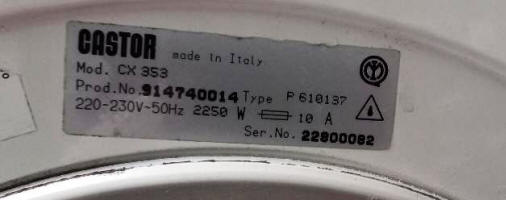 CASTOR made in Italy
Mod. CX 353
Prod.No.914740014 Type P 610137
220-230V~50Hz 2250 W 10 A
Ser.No. 22800082